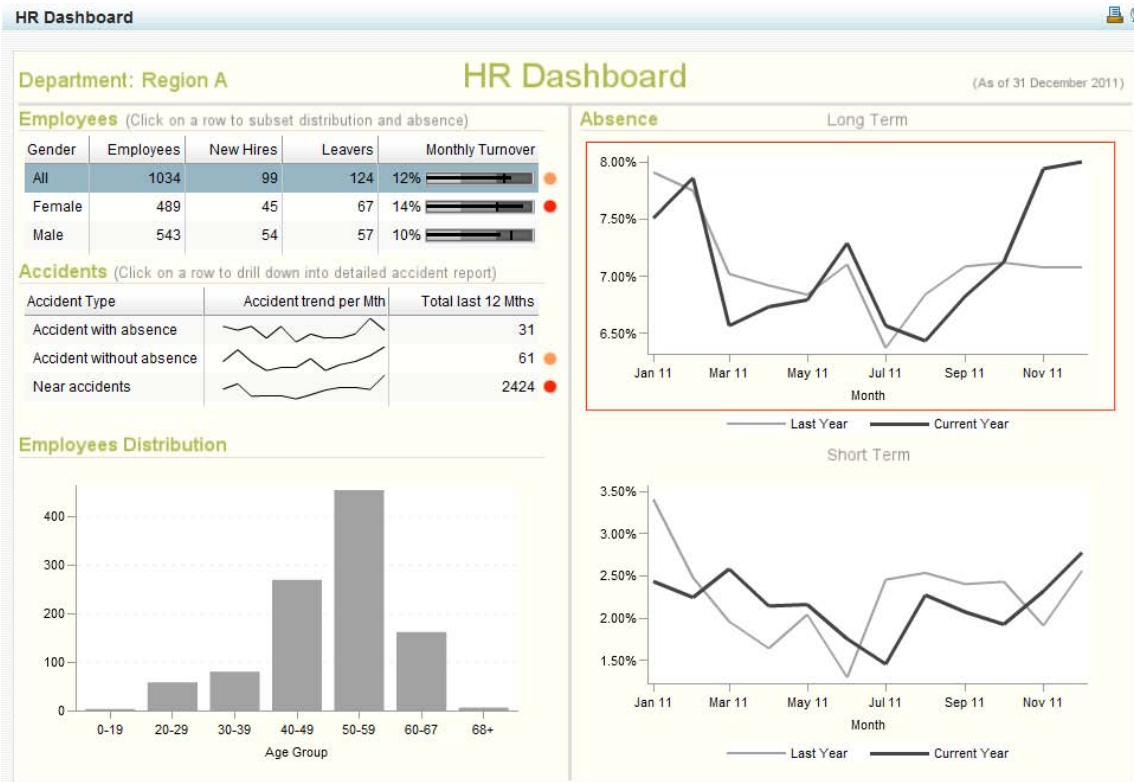 HR Dashboard
Department: Region A
HR Dashboard
(As of 31 December 2011)
Employees (Click on a row to subset distribution and absence)
Gender Employees New Hires Leavers Monthly Turnover
All 1034 99 124 12%
Female 489 45 67 14%
Male 543 54 57 10%
Accidents (Click on a row to drill down into detailed accident report)
Accident Type Accident trend per Mth Total last 12 Mths
Accident with absence 31
Accident without absence 61
Near accidents 2424
Employees Distribution
400
300
200
100
0
0-19 20-29 30-39 40-49 50-59 60-67 68+
Age Group
Absence
Long Term
8.00%
7.50%
7.00%
6.50%
Jan 11 Mar 11 May 11 Jul 11 Sep 11 Nov 11
Month
Last Year Current Year
Short Term
3.50%
3.00%
2.50%
2.00%
1.50%
Jan 11 Mar 11 May 11 Jul 11 Sep 11 Nov 11
Month
Last Year Current Year